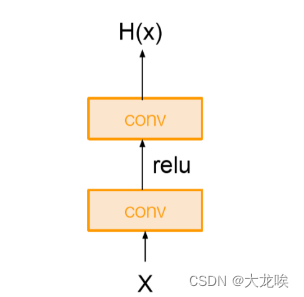 H(x)
conv
relu
conv
X
CSDN @大龙唉